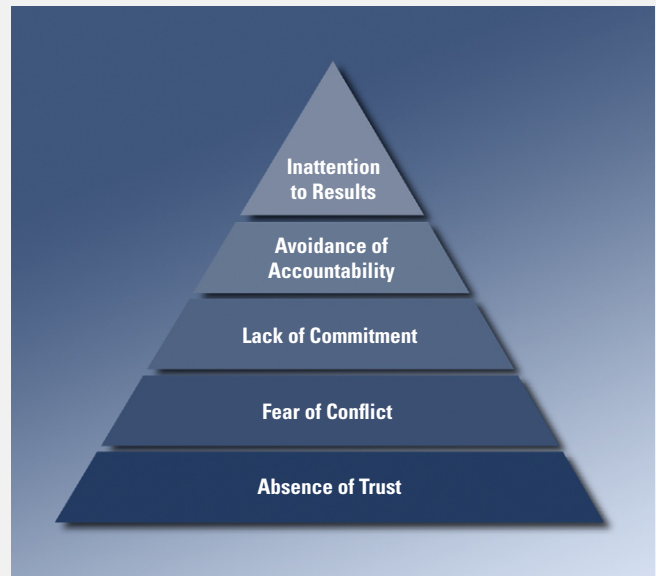 Inattention
to Results
Avoidance of
Accountability
Lack of Commitment
Fear of Conflict
Absence of Trust